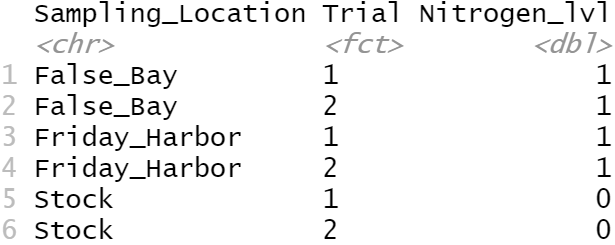 Sampling_Location Trial Nitrogen_lvl
<chr> <fct> <dbl>
1 False_Bay 1 1
2 False_Bay 2 1
3 Friday_Harbor 1 1
4 Friday_Harbor 2 1
5 Stock 1 0
6 Stock 2 0